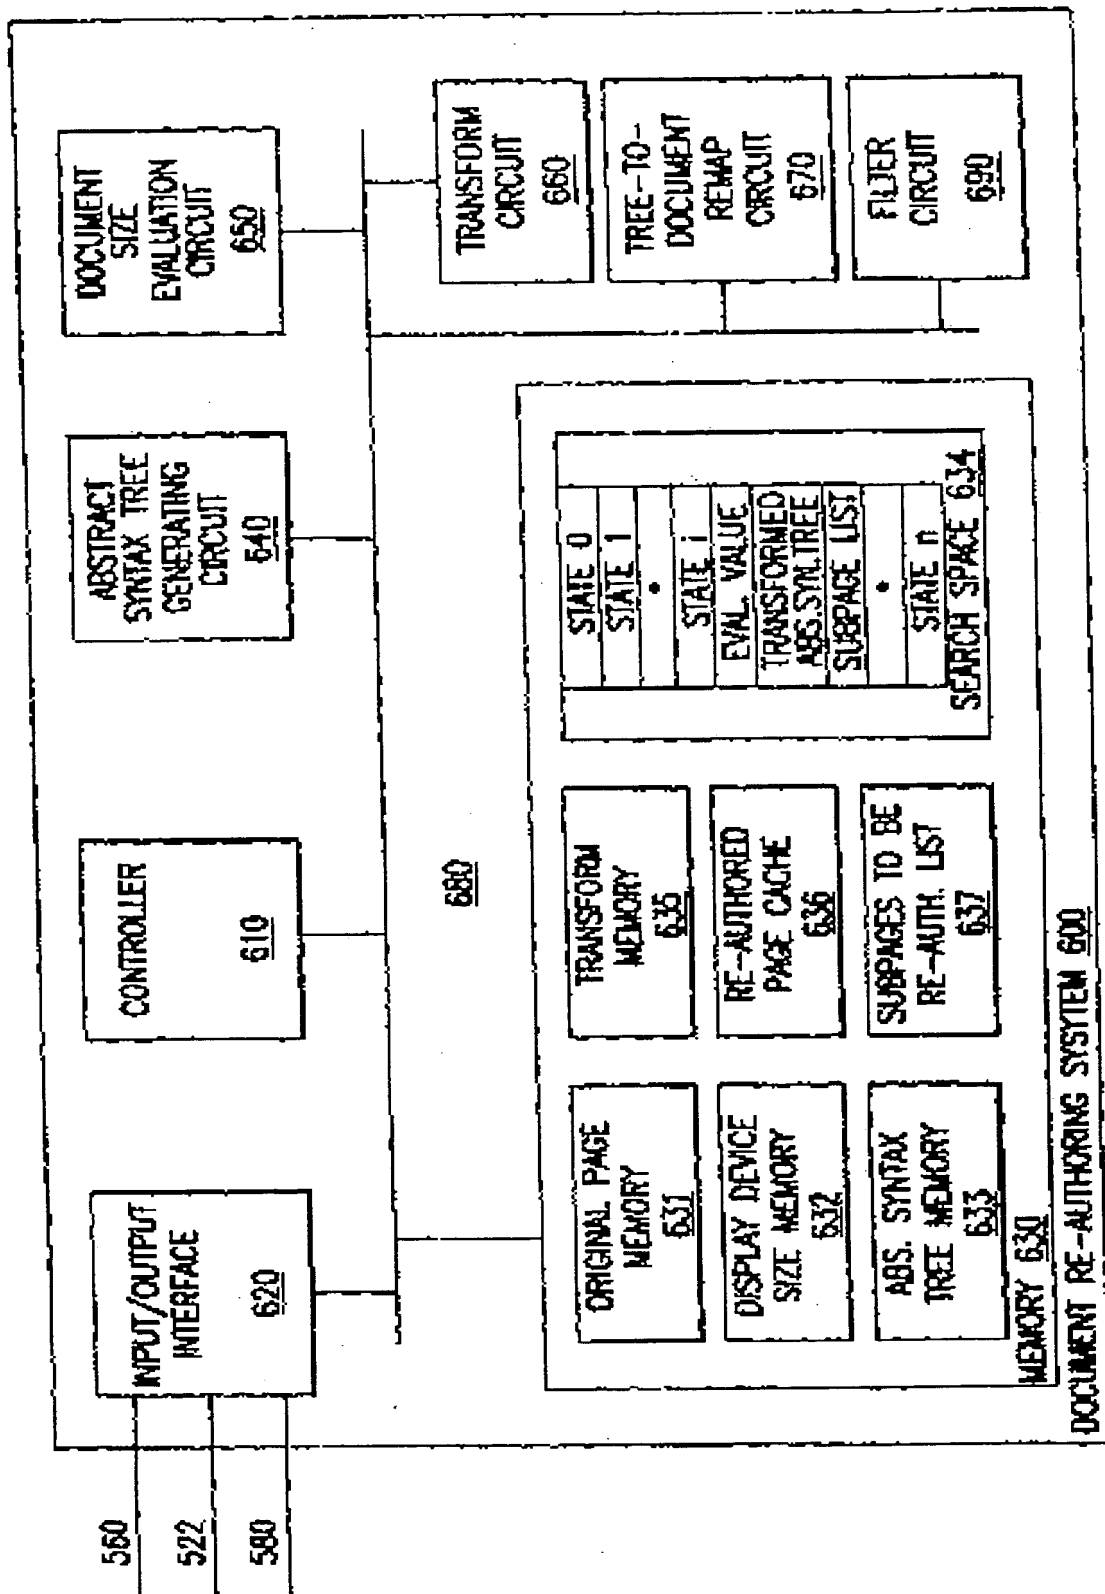 560
522
580
INPUT/OUTPUT
INTERFACE
620
CONTROLLER
610
ABSTRACT
SYNTAX TREE
GENERATING
CIRCUIT
640
DOCUMENT
SIZE
EVALUATION
CIRCUIT
650
680
TRANSFORM
CIRCUIT
660
TREE-TO-
DOCUMENT
REMAP
CIRCUIT
670
FILTER
CIRCUIT
690
ORIGINAL PAGE
MEMORY
631
DISPLAY DEVICE
SIZE MEMORY
632
ABS. SYNTAX
TREE MEMORY
633
TRANSFORM
MEMORY
635
RE-AUTHORED
PAGE CACHE
636
SUBPAGES TO BE
RE-AUTH. LIST
637
STATE 0
STATE 1
•
STATE i
EVAL. VALUE
TRANSFORMED
ABS.SYN.TREE
SUBPAGE LIST
•
STATE n
SEARCH SPACE 634
MEMORY 630
DOCUMENT RE-AUTHORING SYSYTEM 600